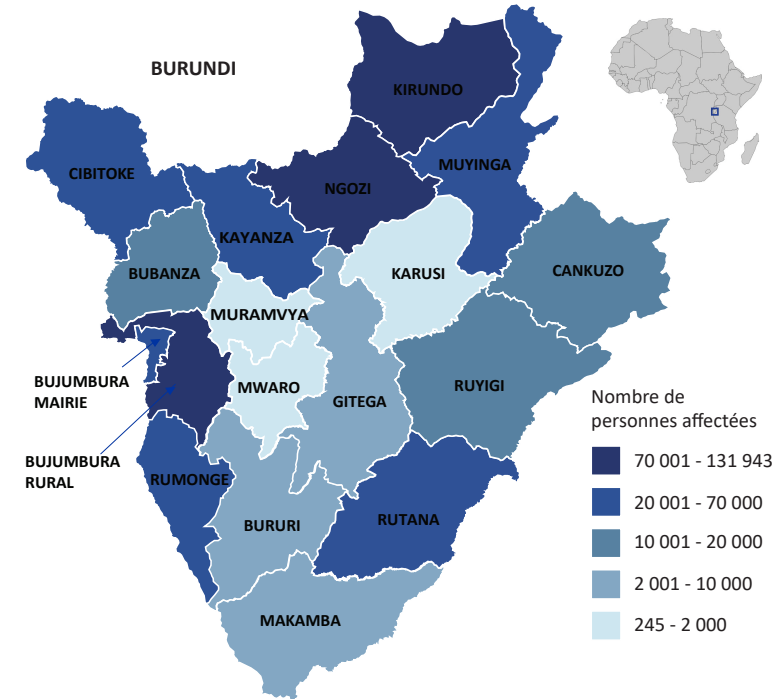 BURUNDI
KIRUNDO
MUYINGA
CIBITOKE
NGOZI
KAYANZA
BUBANZA
KARUSI
CANKUZO
MURAMVYA
BUJUMBURA
MAIRIE
MWARO
GITEGA
RUYIGI
BUJUMBURA
RURAL
RUMONGE
BURURI
RUTANA
MAKAMBA
Nombre de
personnes affectées
70 001 - 131 943
20 001 - 70 000
10 001 - 20 000
2 001 - 10 000
245 - 2 000